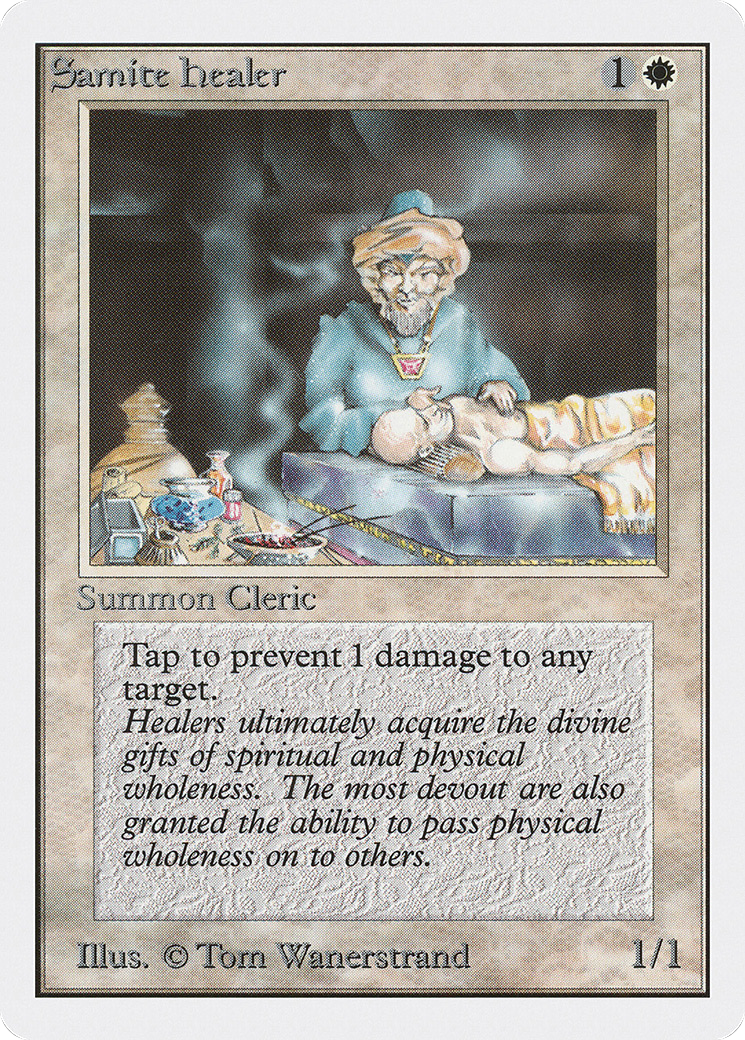 Samite Healer 1
Summon Cleric
Tap to prevent 1 damage to any
target.
Healers ultimately acquire the divine
gifts of spiritual and physical
wholeness. The most devout are also
granted the ability to pass physical
wholeness on to others.
Illus. © Tom Wanerstrand 1/1